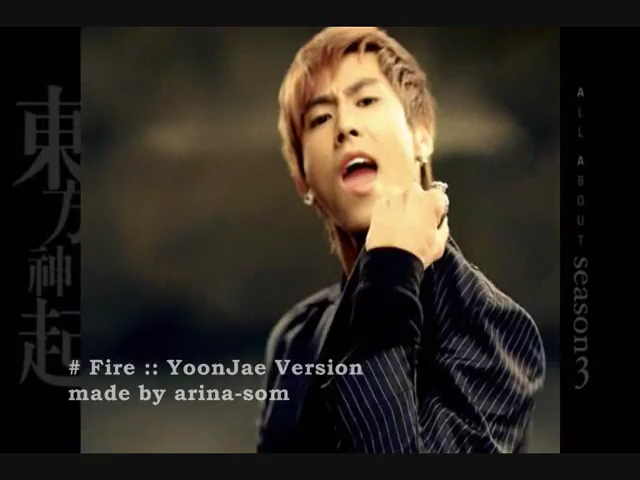 東方神起
ALL ABOUT season3
# Fire :: YoonJae Version
made by arina-som